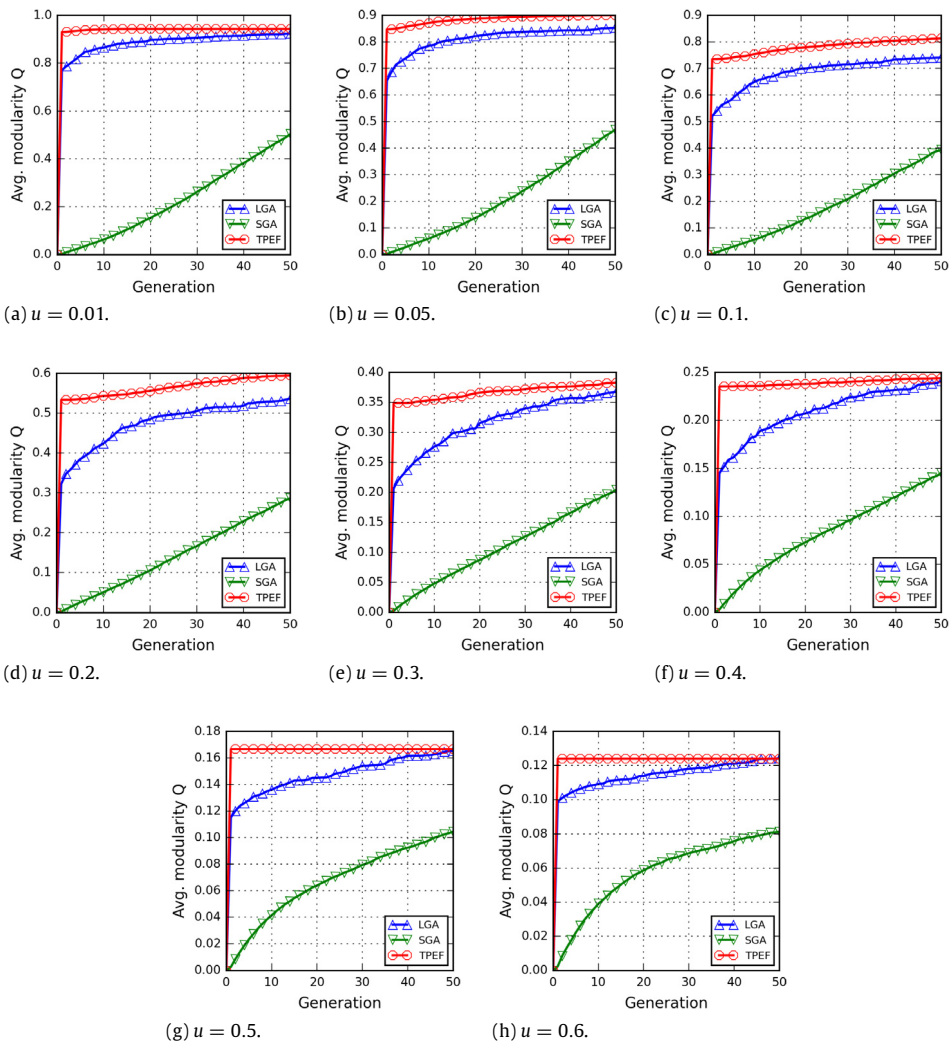 1.0
0.8
0.6
0.4
0.2
0.0
Avg. modularity Q
LGA
SGA
TPEF
0 10 20 30 40 50
Generation
(a) u = 0.01.
0.9
0.8
0.7
0.6
0.5
0.4
0.3
0.2
0.1
0.0
Avg. modularity Q
LGA
SGA
TPEF
0 10 20 30 40 50
Generation
(b) u = 0.05.
0.9
0.8
0.7
0.6
0.5
0.4
0.3
0.2
0.1
0.0
Avg. modularity Q
LGA
SGA
TPEF
0 10 20 30 40 50
Generation
(c) u = 0.1.
0.6
0.5
0.4
0.3
0.2
0.1
0.0
Avg. modularity Q
LGA
SGA
TPEF
0 10 20 30 40 50
Generation
(d) u = 0.2.
0.40
0.35
0.30
0.25
0.20
0.15
0.10
0.05
0.00
Avg. modularity Q
LGA
SGA
TPEF
0 10 20 30 40 50
Generation
(e) u = 0.3.
0.25
0.20
0.15
0.10
0.05
0.00
Avg. modularity Q
LGA
SGA
TPEF
0 10 20 30 40 50
Generation
(f) u = 0.4.
0.18
0.16
0.14
0.12
0.10
0.08
0.06
0.04
0.02
0.00
Avg. modularity Q
LGA
SGA
TPEF
0 10 20 30 40 50
Generation
(g) u = 0.5.
0.14
0.12
0.10
0.08
0.06
0.04
0.02
0.00
Avg. modularity Q
LGA
SGA
TPEF
0 10 20 30 40 50
Generation
(h) u = 0.6.